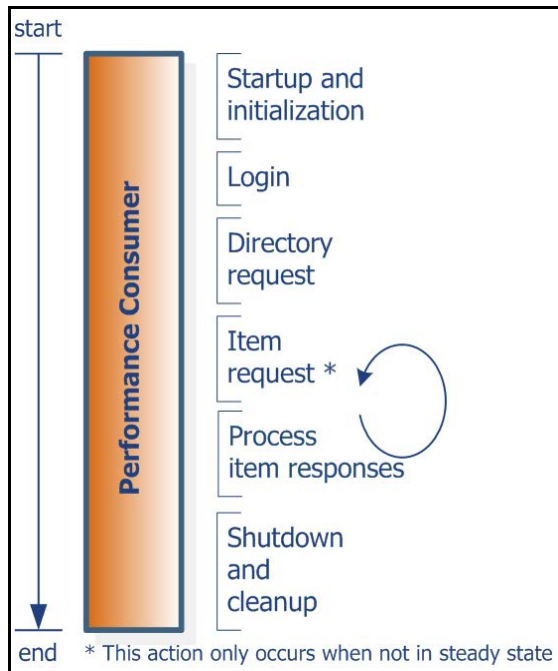 start
Performance Consumer
Startup and
initialization
Login
Directory
request
Item
request *
Process
item responses
Shutdown
and
cleanup
end
* This action only occurs when not in steady state